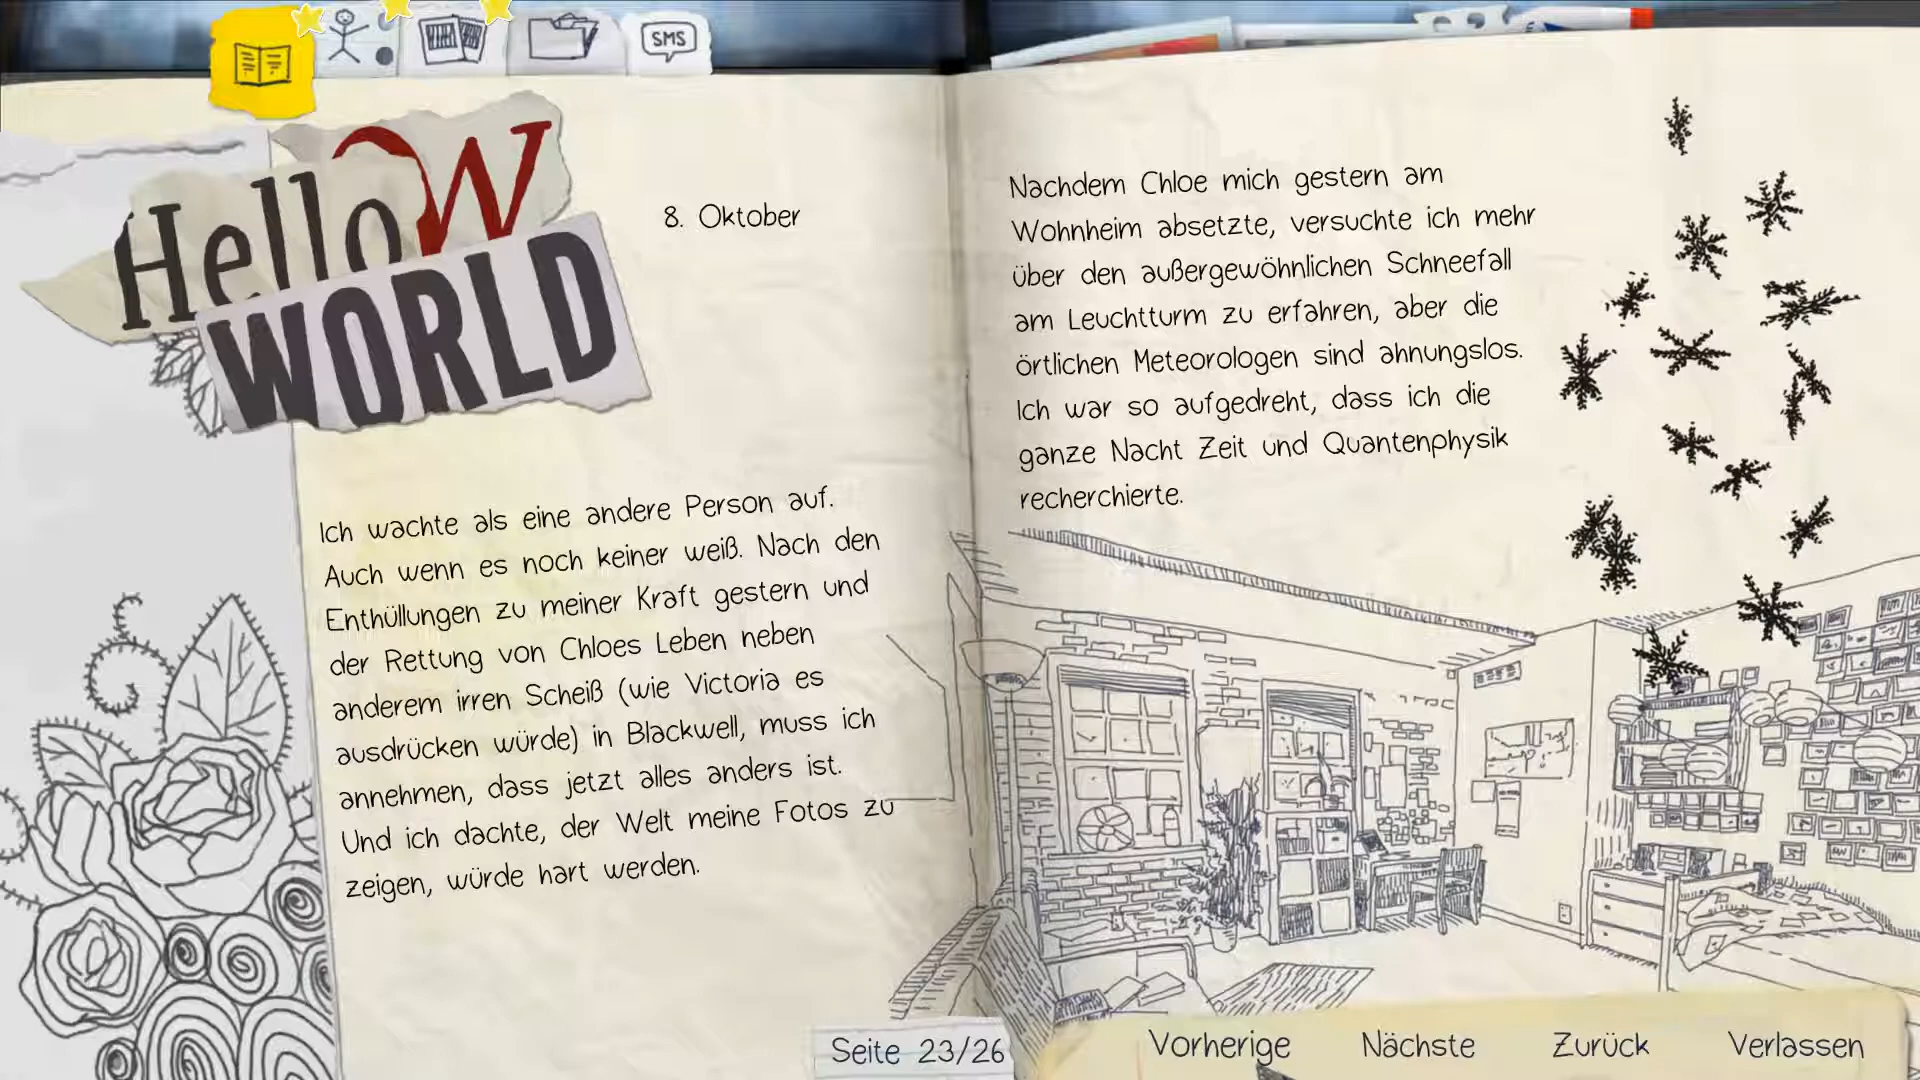 SMS
HelloW
WORLD
8. Oktober
Ich wachte als eine andere Person auf.
Auch wenn es noch keiner weiß. Nach den
Enthüllungen zu meiner Kraft gestern und
der Rettung von Chloes Leben neben
anderem irren Scheiß (wie Victoria es
ausdrücken würde) in Blackwell, muss ich
annehmen, dass jetzt alles anders ist.
Und ich dachte, der Welt meine Fotos zu
zeigen, würde hart werden.
Nachdem Chloe mich gestern am
Wohnheim absetzte, versuchte ich mehr
über den außergewöhnlichen Schneefall
am Leuchtturm zu erfahren, aber die
örtlichen Meteorologen sind ahnungslos.
Ich war so aufgedreht, dass ich die
ganze Nacht Zeit und Quantenphysik
recherchierte.
Seite 23/26
Vorherige
Nächste
Zurück
Verlassen